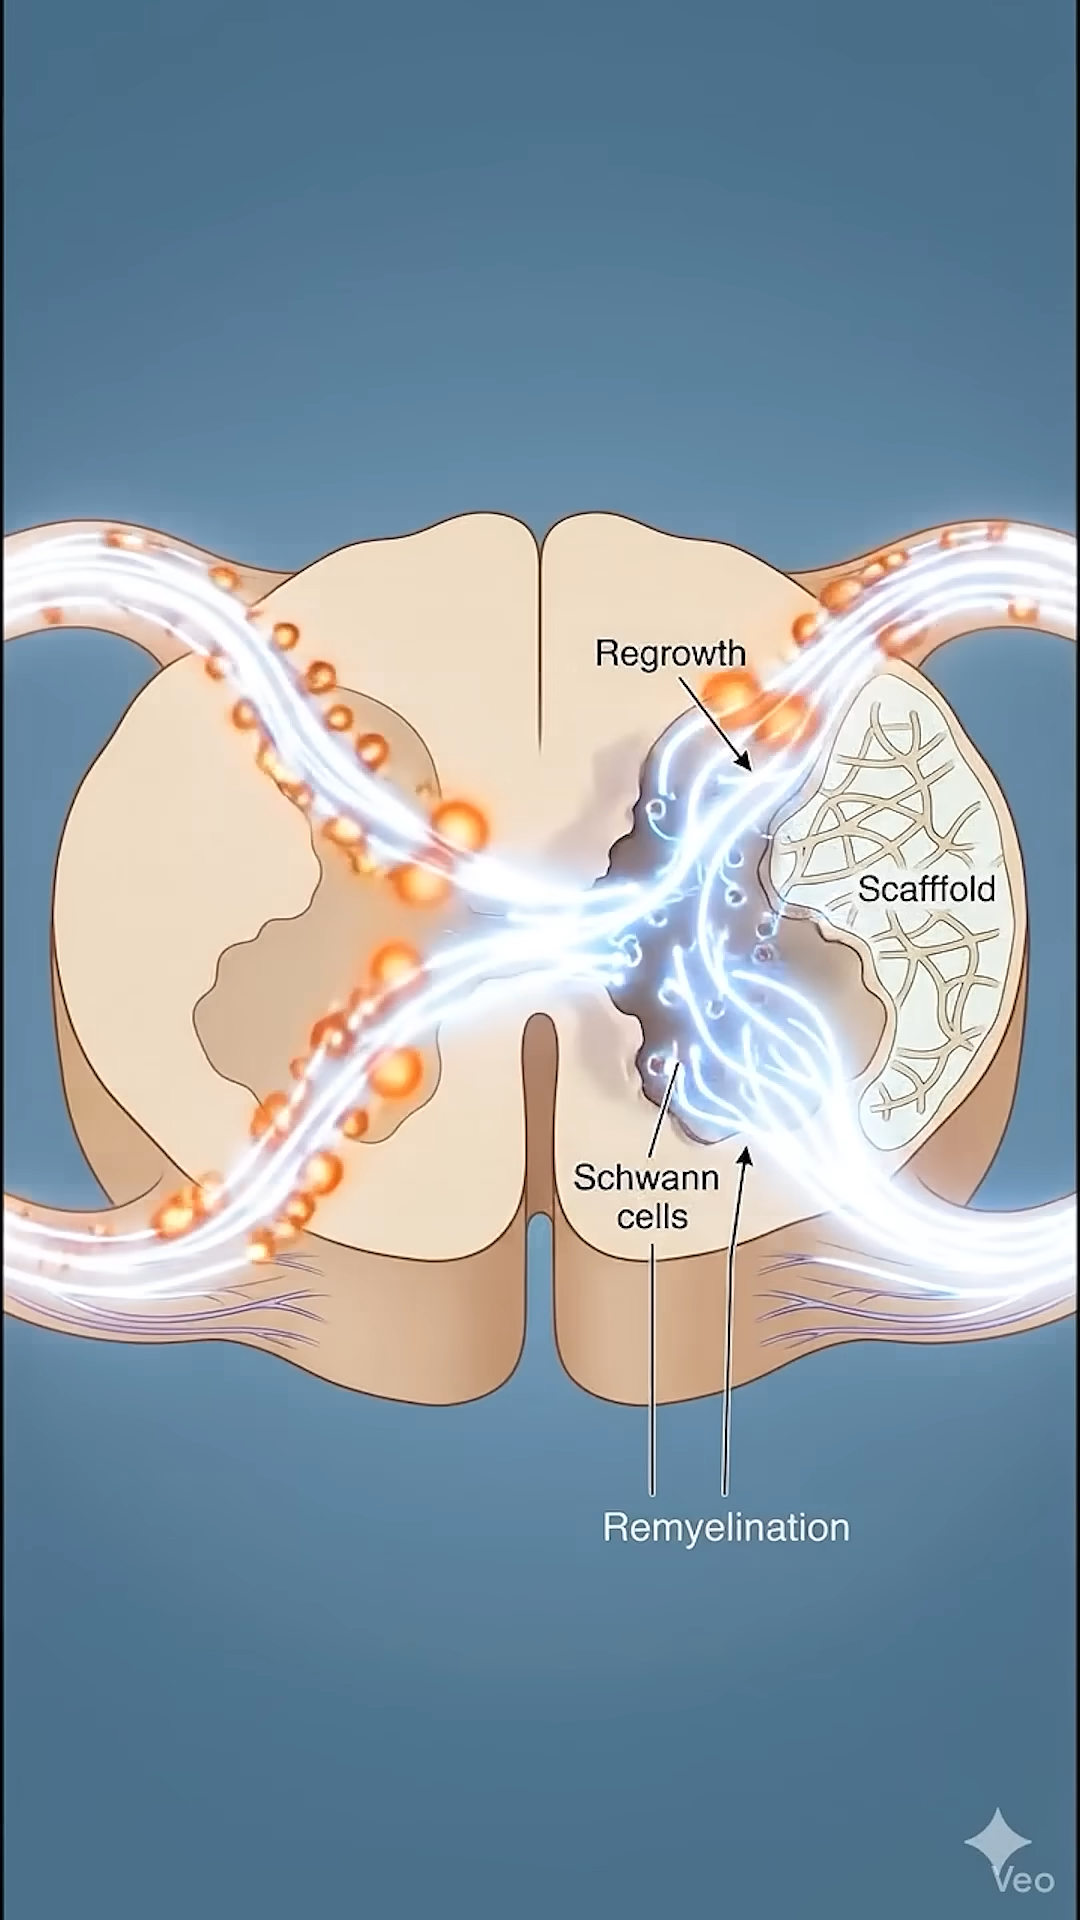 Regrowth
Scafffold
Schwann
cells
Remyelination
Veo